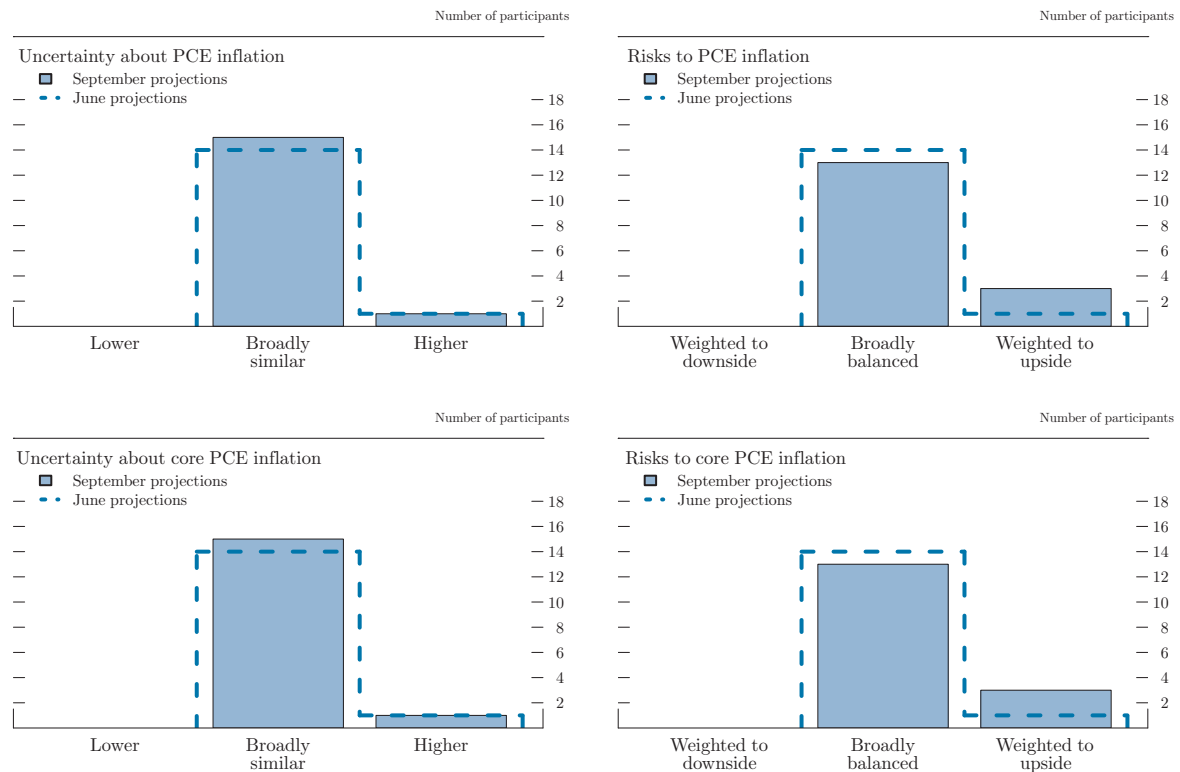 Number of participants
Uncertainty about PCE inflation
September projections
June projections
18
16
14
12
10
8
6
4
2
Lower
Broadly
similar
Higher
Number of participants
Risks to PCE inflation
September projections
June projections
18
16
14
12
10
8
6
4
2
Weighted to
downside
Broadly
balanced
Weighted to
upside
Number of participants
Uncertainty about core PCE inflation
September projections
June projections
18
16
14
12
10
8
6
4
2
Lower
Broadly
similar
Higher
Number of participants
Risks to core PCE inflation
September projections
June projections
18
16
14
12
10
8
6
4
2
Weighted to
downside
Broadly
balanced
Weighted to
upside